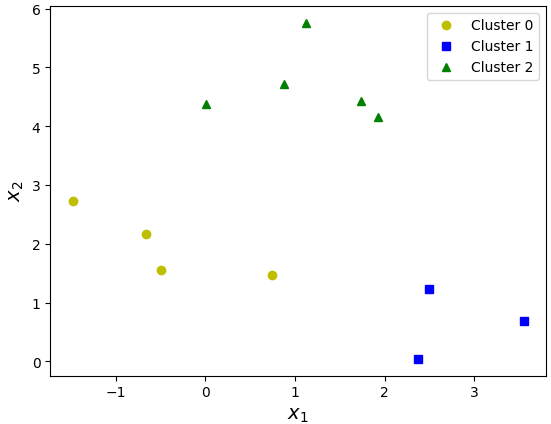 Cluster 0
Cluster 1
Cluster 2
6
5
4
3
2
1
0
x₂
−1
0
1
2
3
x₁